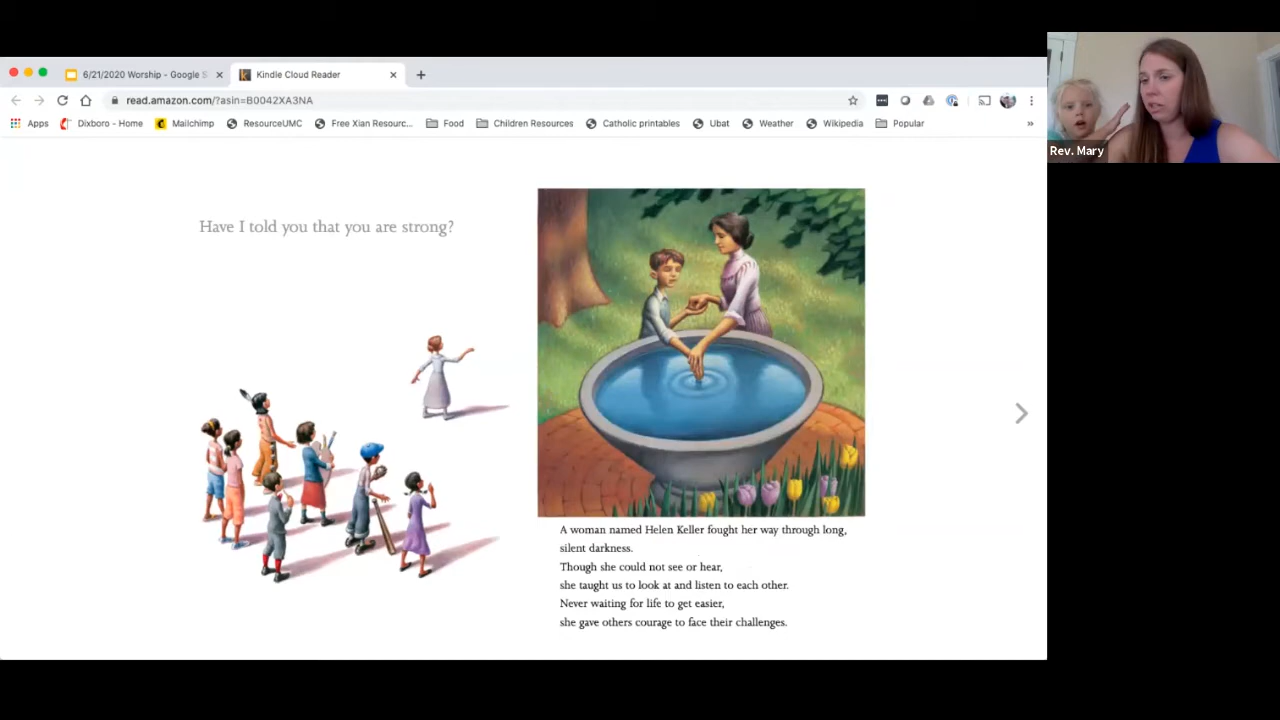 6/21/2020 Worship - Google S
Kindle Cloud Reader
read.amazon.com/?asin=B0042XA3NA
Apps
Dixboro - Home
Mailchimp
ResourceUMC
Free Xian Resourc...
Food
Children Resources
Catholic printables
Ubat
Weather
Wikipedia
Popular
»
Rev. Mary
Have I told you that you are strong?
A woman named Helen Keller fought her way through long,
silent darkness.
Though she could not see or hear,
she taught us to look at and listen to each other.
Never waiting for life to get easier,
she gave others courage to face their challenges.